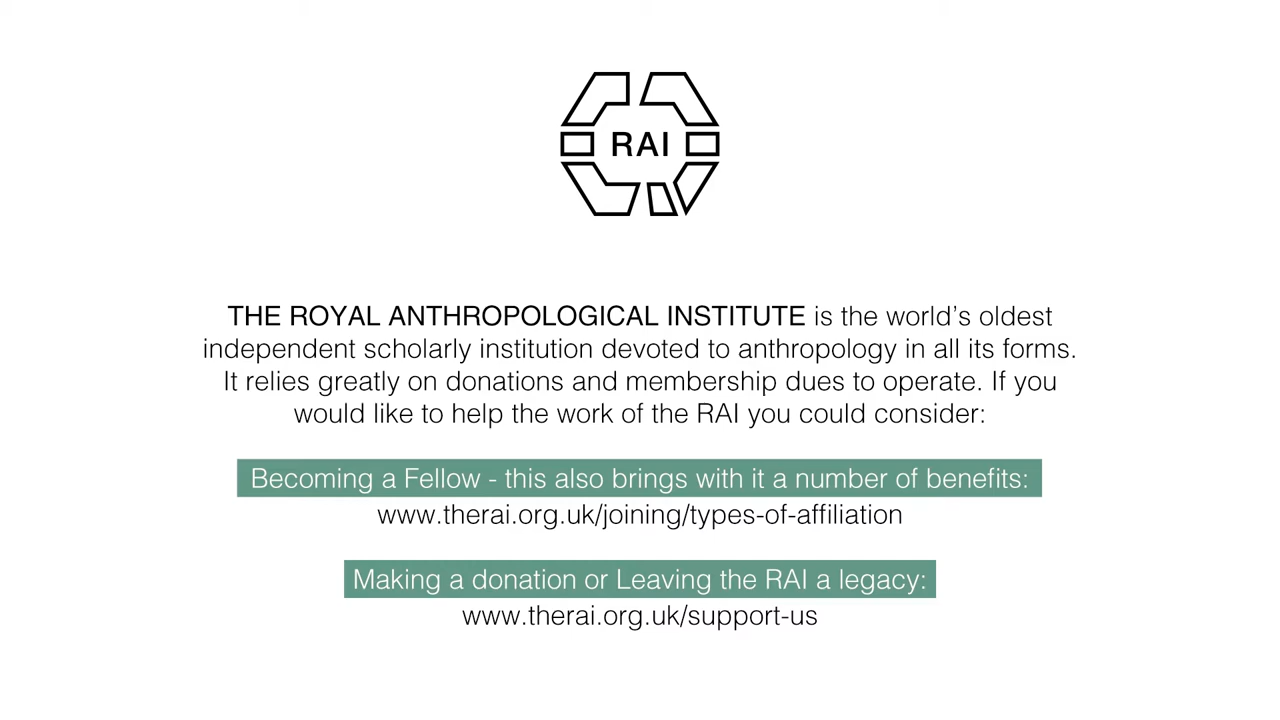 RAI
THE ROYAL ANTHROPOLOGICAL INSTITUTE is the world’s oldest
independent scholarly institution devoted to anthropology in all its forms.
It relies greatly on donations and membership dues to operate. If you
would like to help the work of the RAI you could consider:
Becoming a Fellow - this also brings with it a number of benefits:
www.therai.org.uk/joining/types-of-affiliation
Making a donation or Leaving the RAI a legacy:
www.therai.org.uk/support-us